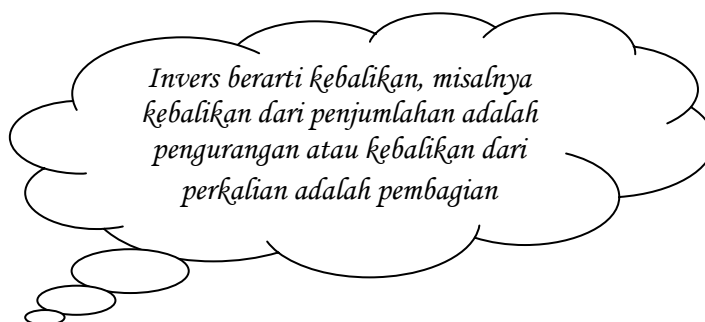 Invers berarti kebalikan, misalnya
kebalikan dari penjumlahan adalah
pengurangan atau kebalikan dari
perkalian adalah pembagian